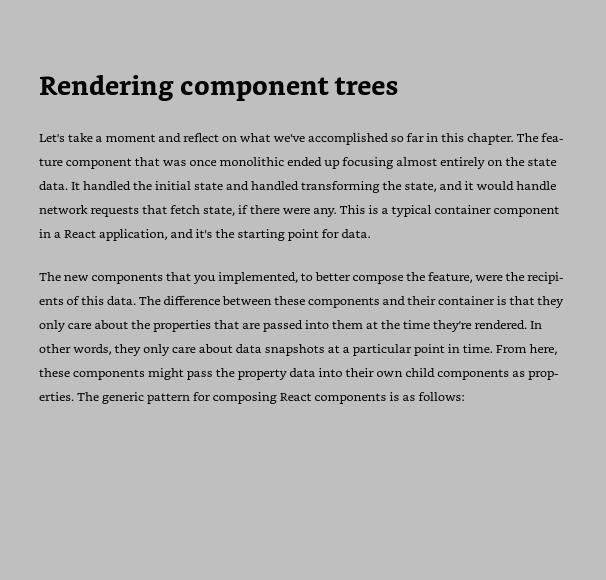 Rendering component trees
Let's take a moment and reflect on what we've accomplished so far in this chapter. The fea-
ture component that was once monolithic ended up focusing almost entirely on the state
data. It handled the initial state and handled transforming the state, and it would handle
network requests that fetch state, if there were any. This is a typical container component
in a React application, and it's the starting point for data.
The new components that you implemented, to better compose the feature, were the recipi-
ents of this data. The difference between these components and their container is that they
only care about the properties that are passed into them at the time they're rendered. In
other words, they only care about data snapshots at a particular point in time. From here,
these components might pass the property data into their own child components as prop-
erties. The generic pattern for composing React components is as follows: